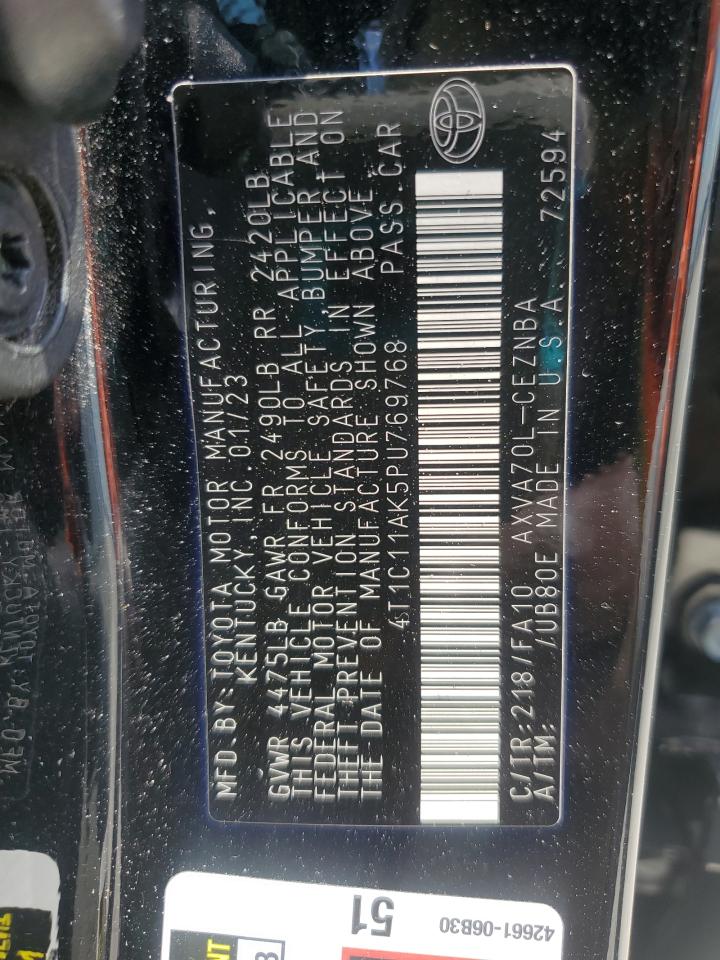 MFD BY: TOYOTA MOTOR MANUFACTURING,
KENTUCKY, INC. 01/23
GVWR 4475LB GAWR FR 2490LB RR 2420LB
THIS VEHICLE CONFORMS TO ALL APPLICABLE
FEDERAL MOTOR VEHICLE SAFETY, BUMPER AND
THEFT PREVENTION STANDARDS IN EFFECT ON
THE DATE OF MANUFACTURE SHOWN ABOVE.
4T1C11AK5PU769768 PASS. CAR
C/TR: 218/FA10 AXVA70L-CEZNBA
A/TM: /UB80E MADE IN U.S.A. 72594
51
42661-06B30